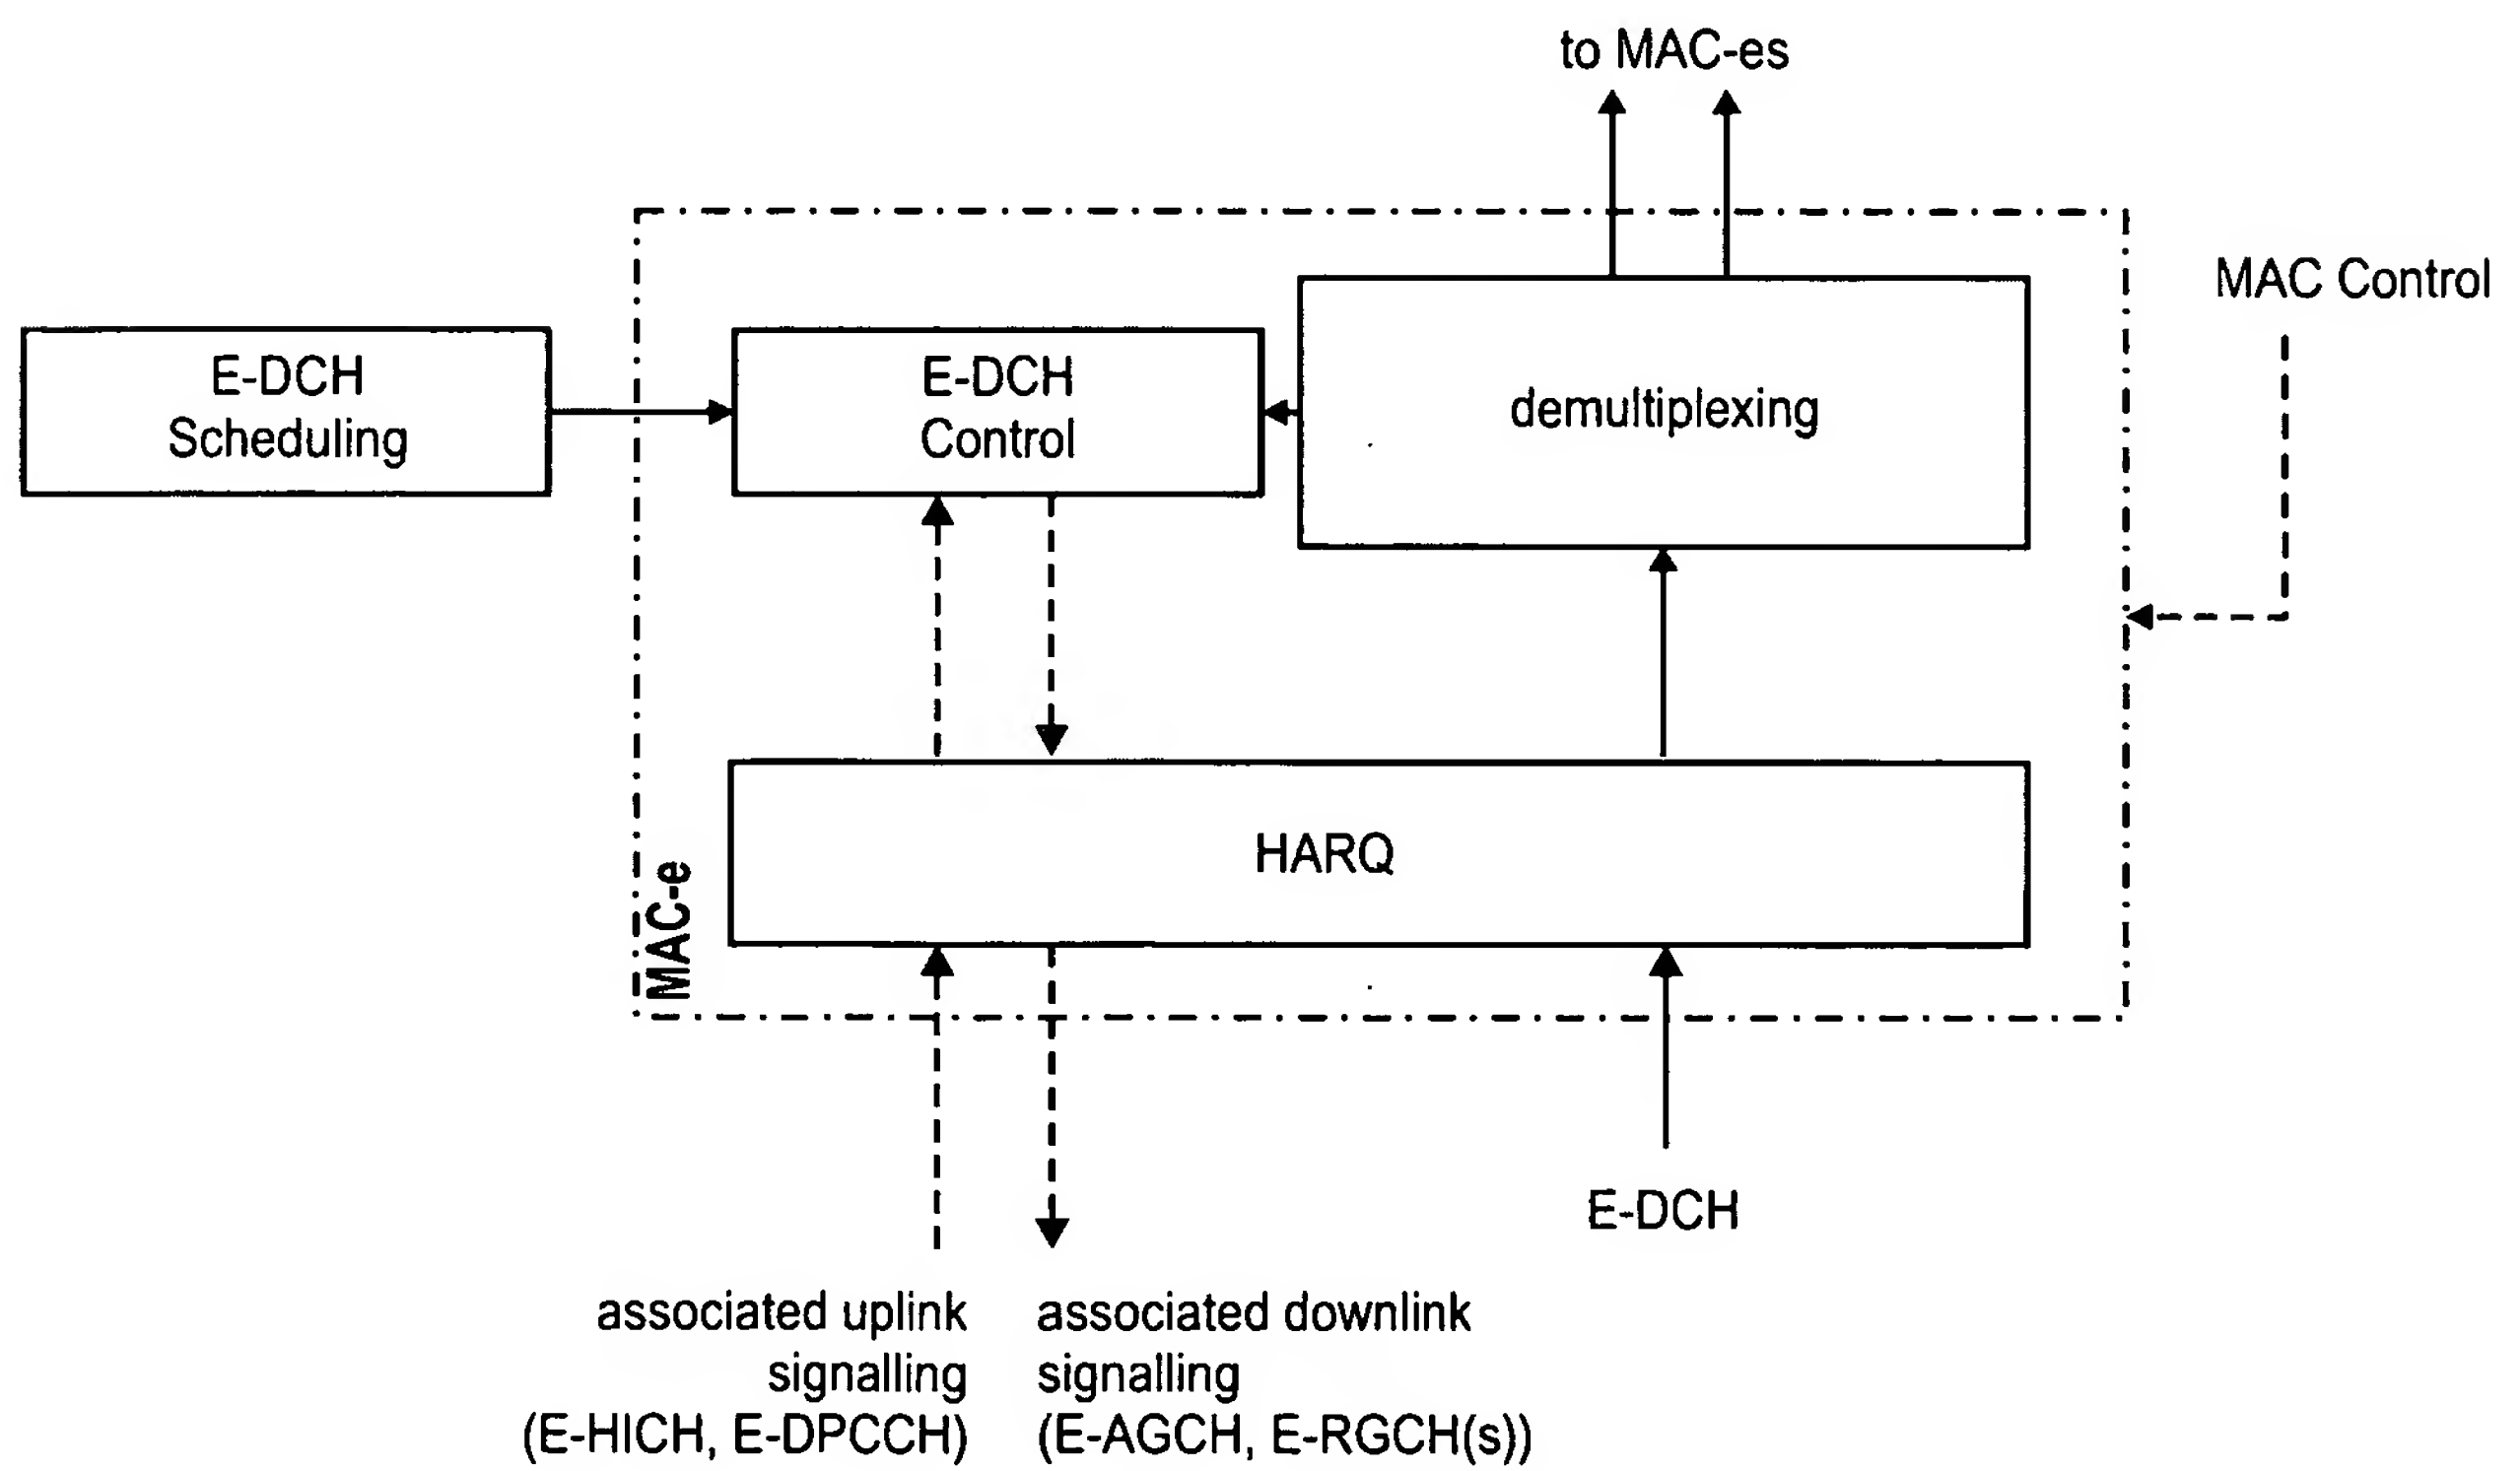 to MAC-es
MAC Control
E-DCH
Scheduling
E-DCH
Control
demultiplexing
HARQ
MAC-e
E-DCH
associated uplink
signalling
(E-HICH, E-DPCCH)
associated downlink
signalling
(E-AGCH, E-RGCH(s))